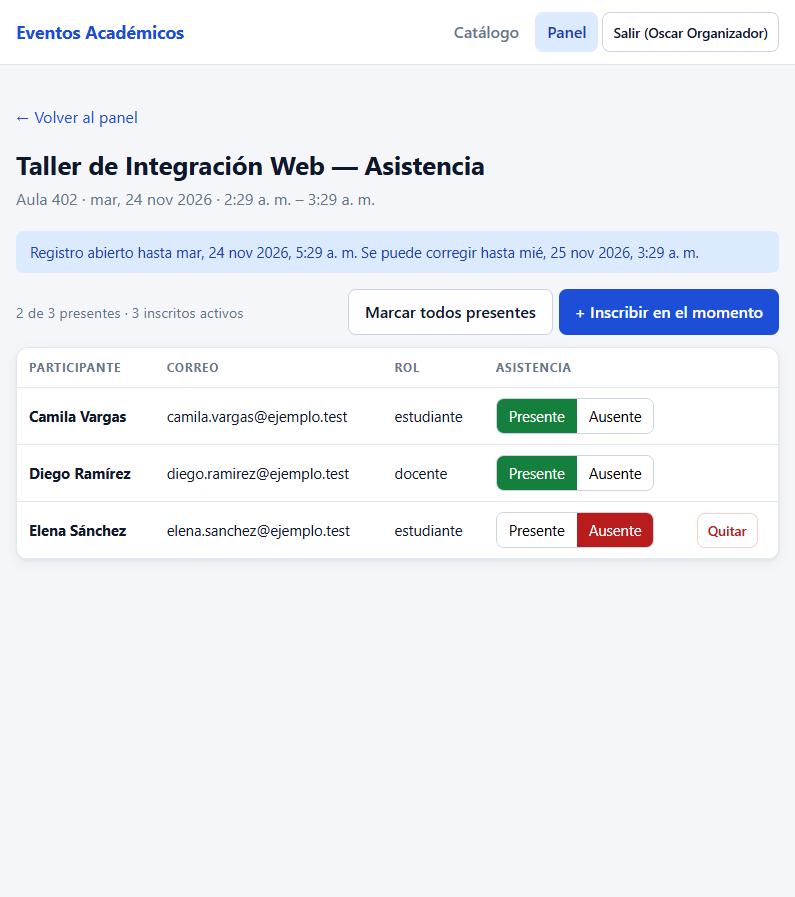 Eventos Académicos Catálogo Panel Salir (Oscar Organizador)
← Volver al panel
Taller de Integración Web — Asistencia
Aula 402 · mar, 24 nov 2026 · 2:29 a. m. – 3:29 a. m.
Registro abierto hasta mar, 24 nov 2026, 5:29 a. m. Se puede corregir hasta mié, 25 nov 2026, 3:29 a. m.
2 de 3 presentes · 3 inscritos activos Marcar todos presentes + Inscribir en el momento
PARTICIPANTE CORREO ROL ASISTENCIA
Camila Vargas camila.vargas@ejemplo.test estudiante Presente Ausente
Diego Ramírez diego.ramirez@ejemplo.test docente Presente Ausente
Elena Sánchez elena.sanchez@ejemplo.test estudiante Presente Ausente Quitar